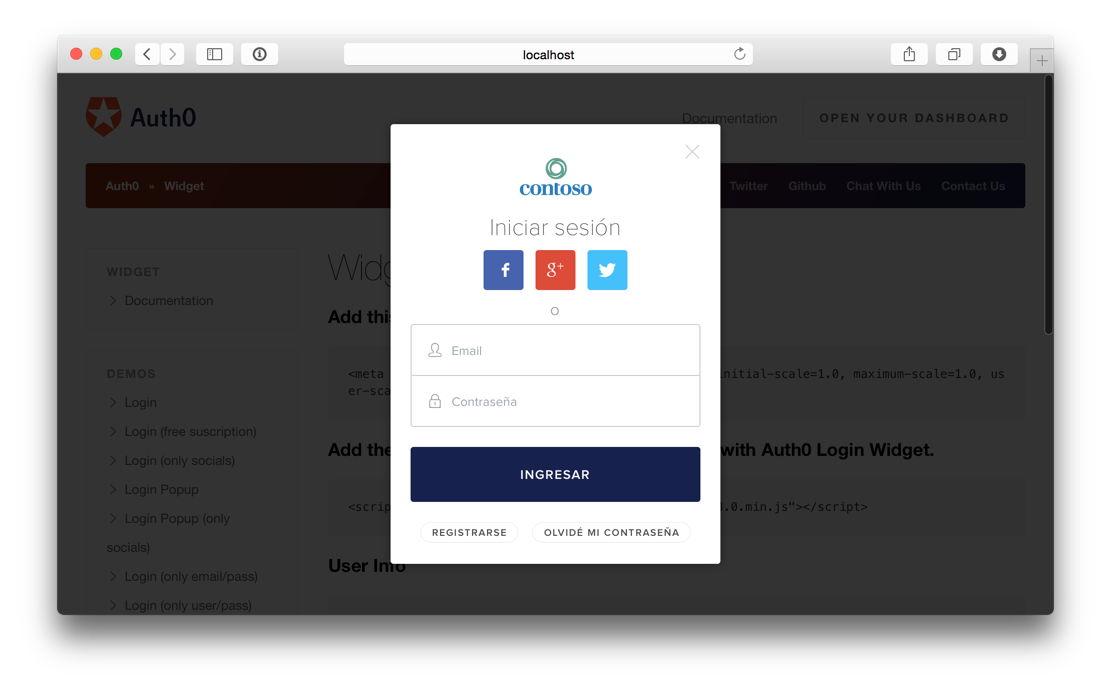 localhost
Auth0
Documentation
OPEN YOUR DASHBOARD
Auth0 » Widget
Twitter
Github
Chat With Us
Contact Us
WIDGET
Documentation
DEMOS
Login
Login (free suscription)
Login (only socials)
Login Popup
Login Popup (only
socials)
Login (only email/pass)
Login (only user/pass)
Widg
Add this
<meta
nitial-scale=1.0, maximum-scale=1.0, us
er-sca
Add the
with Auth0 Login Widget.
<scrip
.0.min.js"></script>
User Info
contoso
Iniciar sesión
f
g+
O
Email
Contraseña
INGRESAR
REGISTRARSE
OLVIDÉ MI CONTRASEÑA